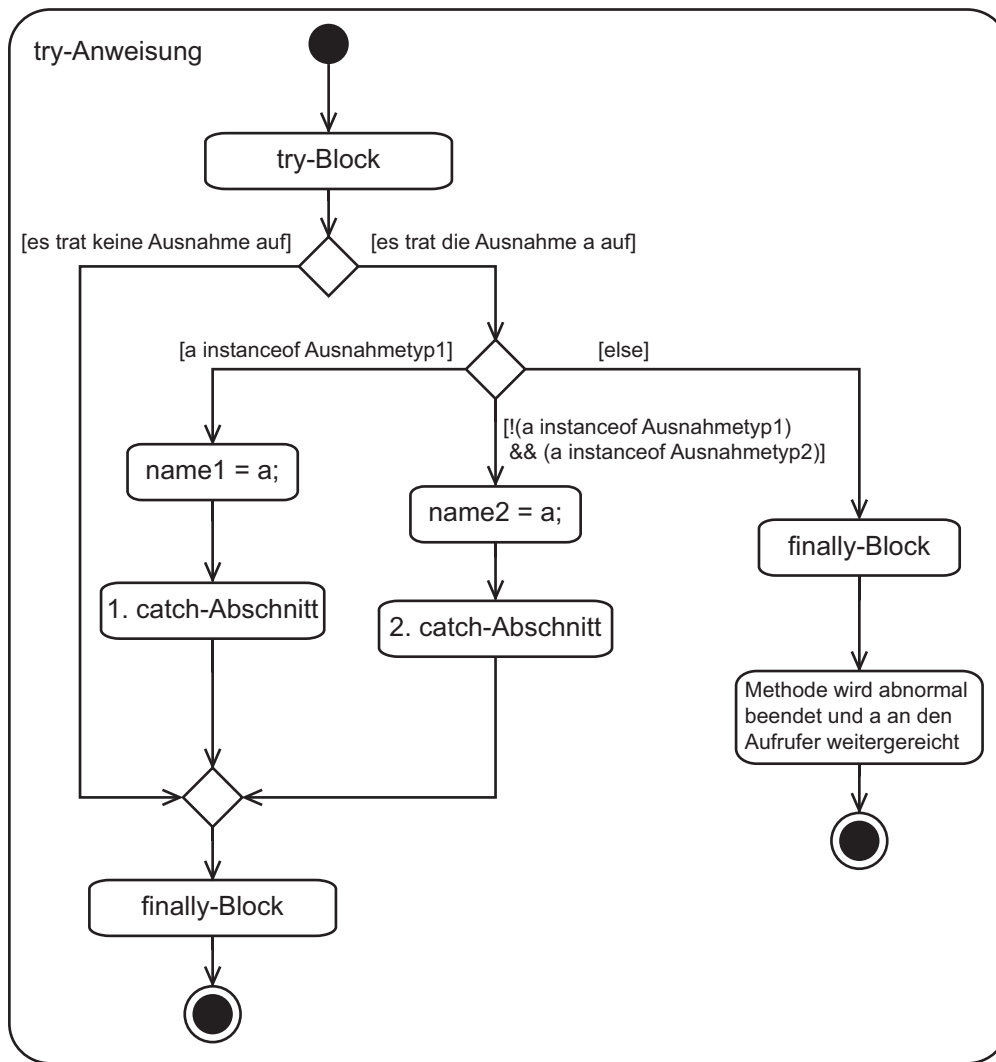 try-Anweisung
try-Block
[es trat keine Ausnahme auf]
[es trat die Ausnahme a auf]
[a instanceof Ausnahmetyp1]
[else]
[!(a instanceof Ausnahmetyp1)
&& (a instanceof Ausnahmetyp2)]
name1 = a;
name2 = a;
finally-Block
1. catch-Abschnitt
2. catch-Abschnitt
Methode wird abnormal
beendet und a an den
Aufrufer weitergereicht
finally-Block